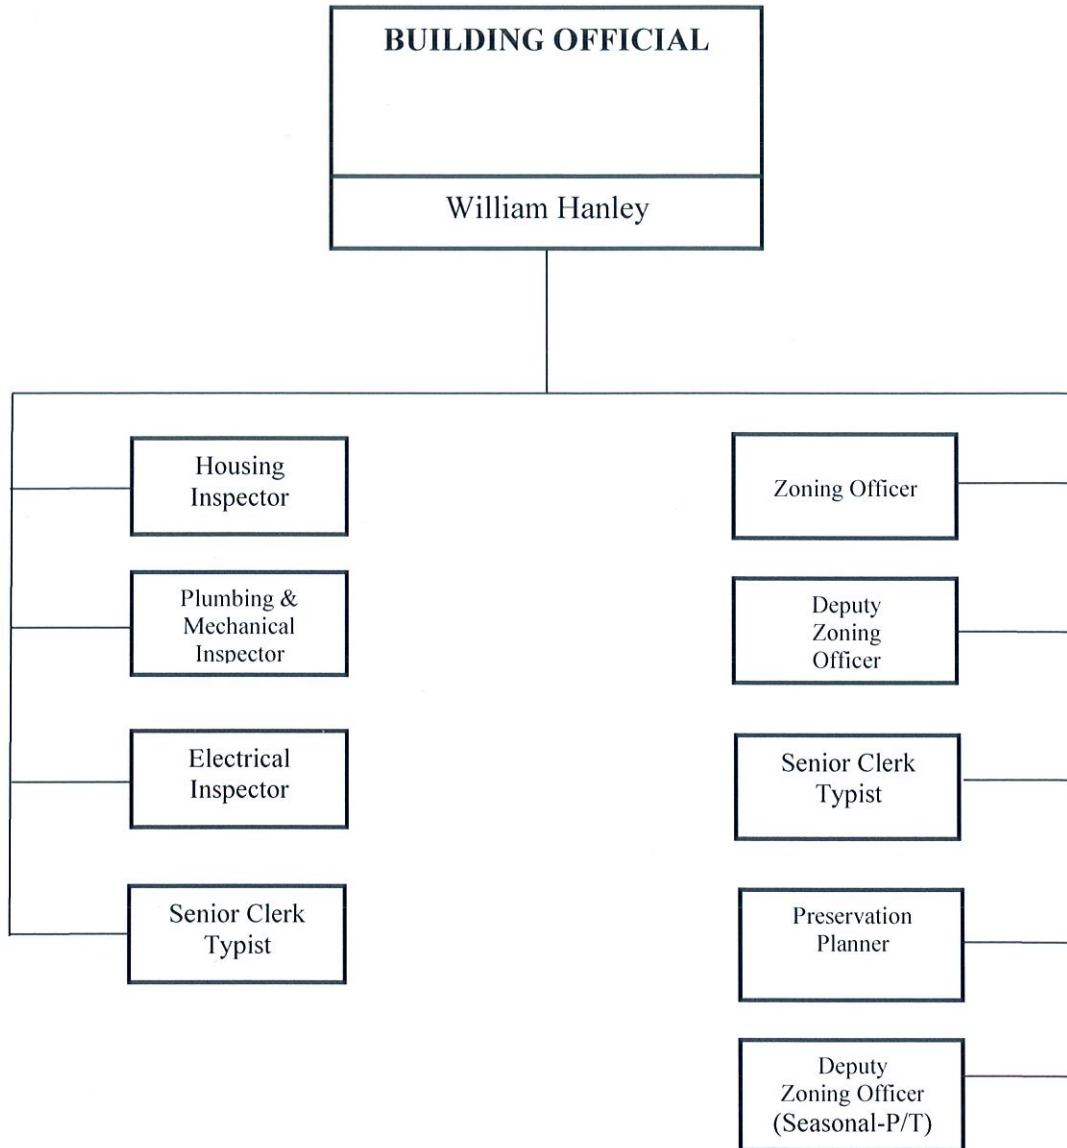 BUILDING OFFICIAL
William Hanley
Housing
Inspector
Plumbing &
Mechanical
Inspector
Electrical
Inspector
Senior Clerk
Typist
Zoning Officer
Deputy
Zoning
Officer
Senior Clerk
Typist
Preservation
Planner
Deputy
Zoning Officer
(Seasonal-P/T)